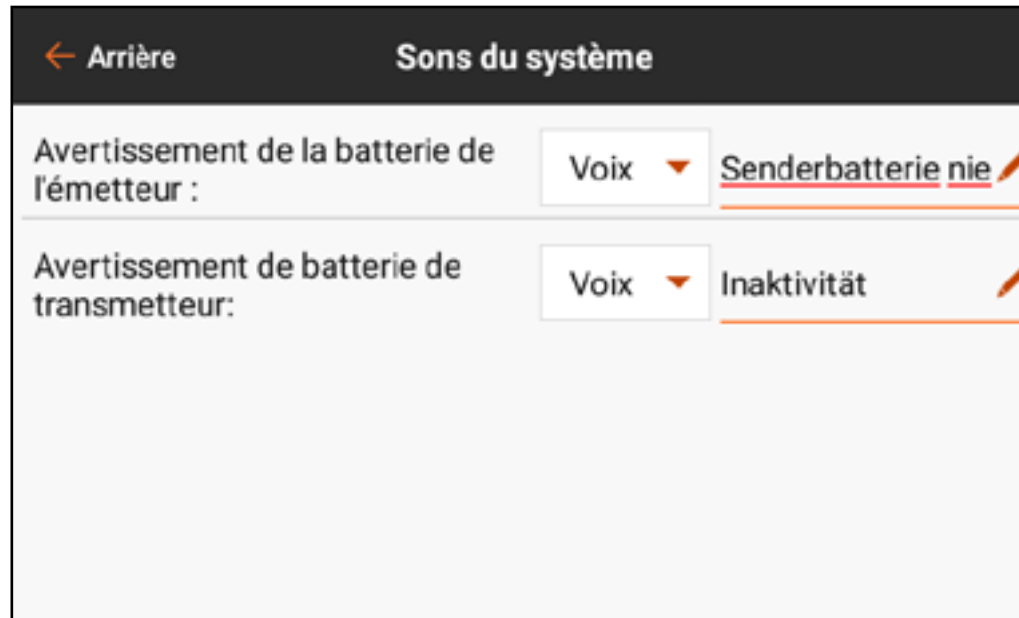 Arrière
Sons du système
Avertissement de la batterie de
l'émetteur :
Voix
Senderbatterie nie
Avertissement de batterie de
transmetteur:
Voix
Inaktivität